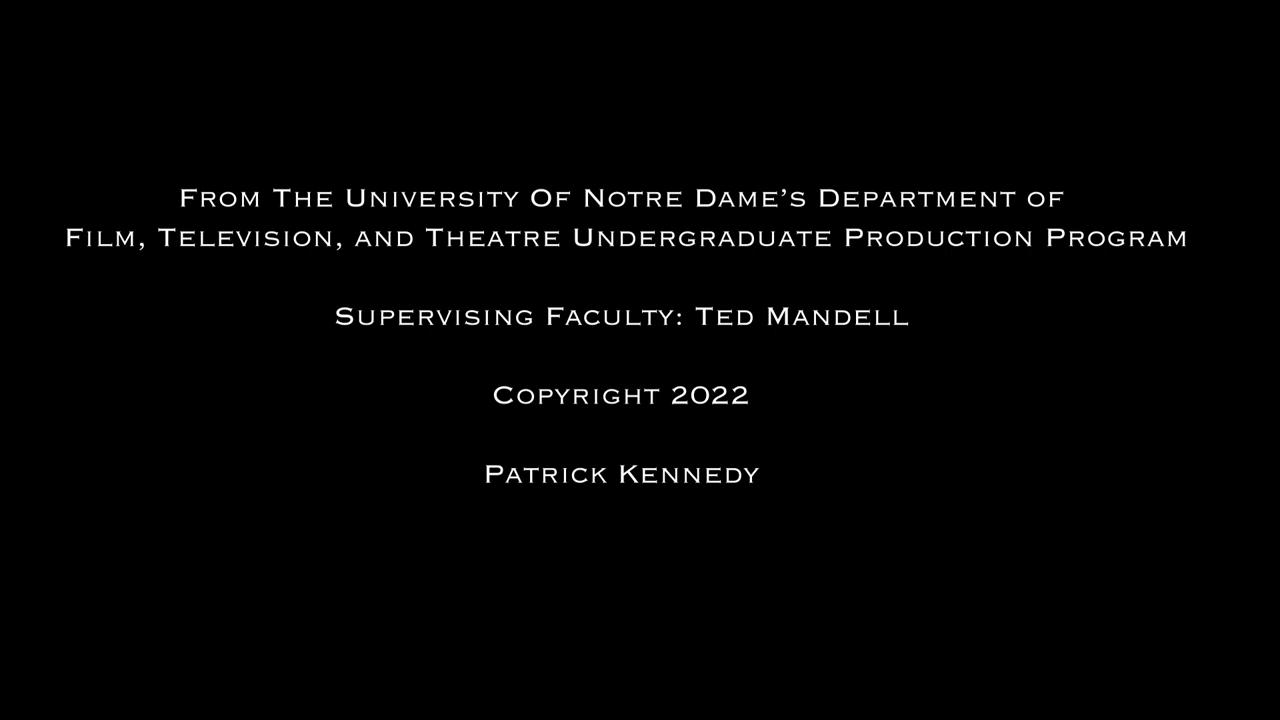 From The University Of Notre Dame’s Department of
Film, Television, and Theatre Undergraduate Production Program
Supervising Faculty: Ted Mandell
Copyright 2022
Patrick Kennedy